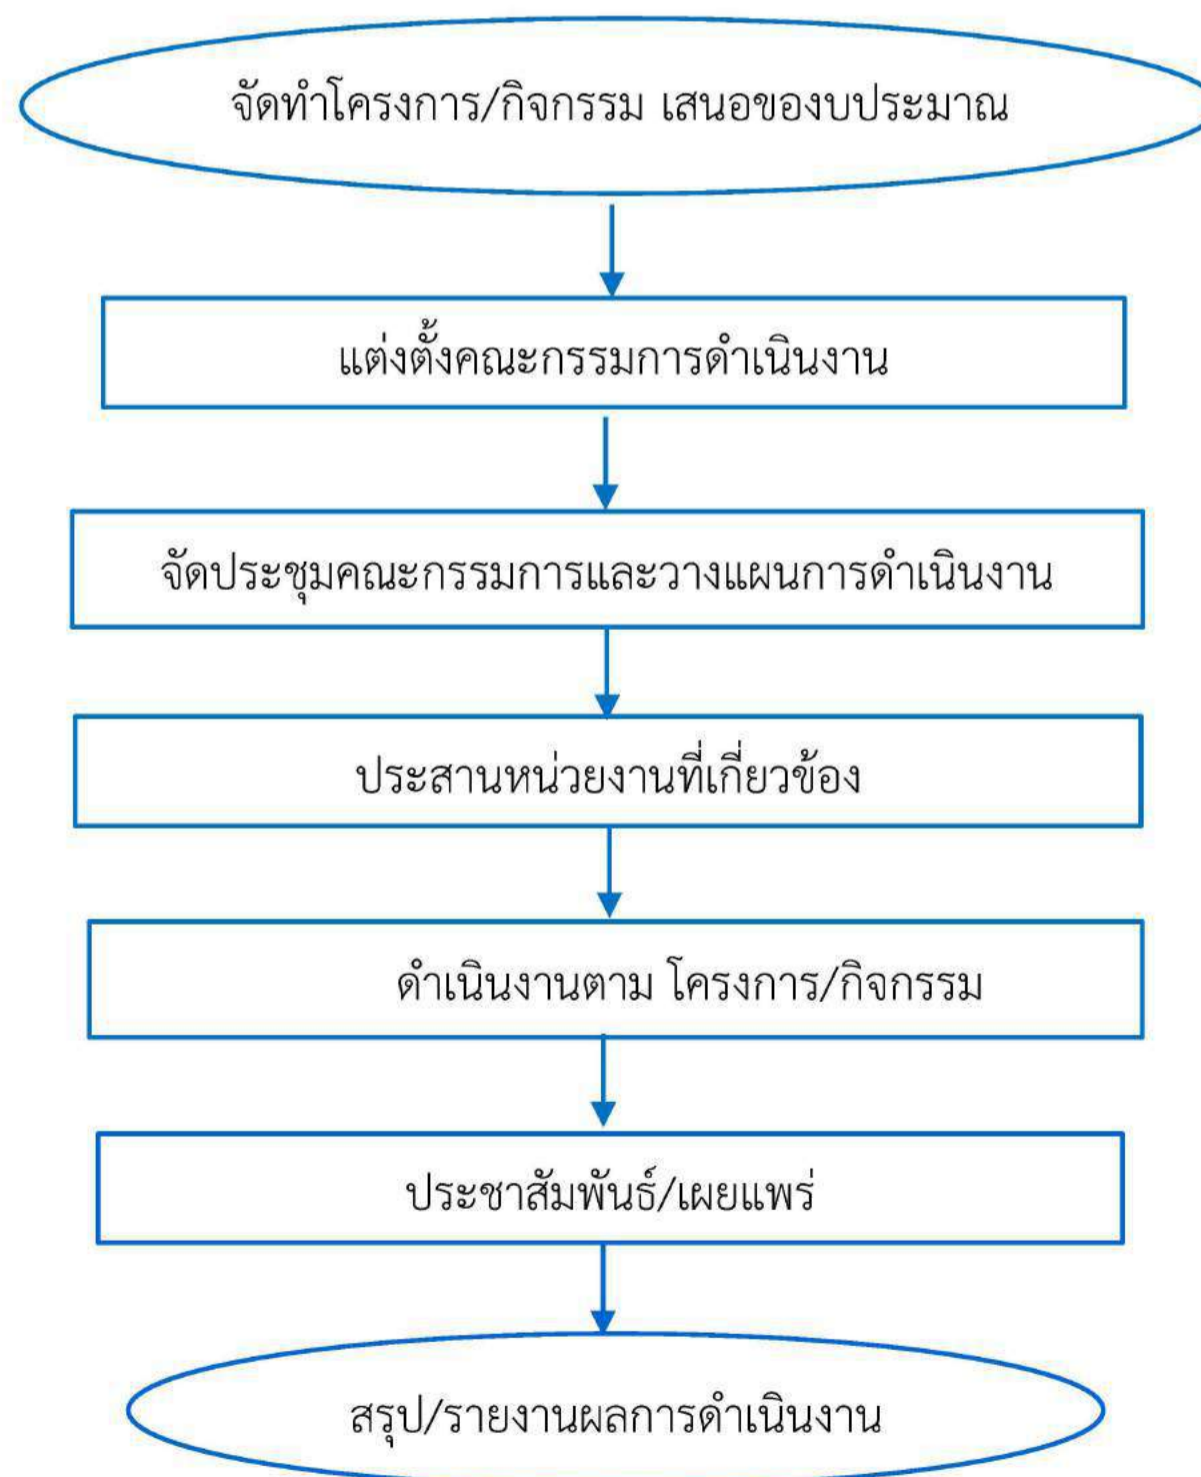 จัดทำโครงการ/กิจกรรม เสนอของบประมาณ
แต่งตั้งคณะกรรมการดำเนินงาน
จัดประชุมคณะกรรมการและวางแผนการดำเนินงาน
ประสานหน่วยงานที่เกี่ยวข้อง
ดำเนินงานตาม โครงการ/กิจกรรม
ประชาสัมพันธ์/เผยแพร่
สรุป/รายงานผลการดำเนินงาน